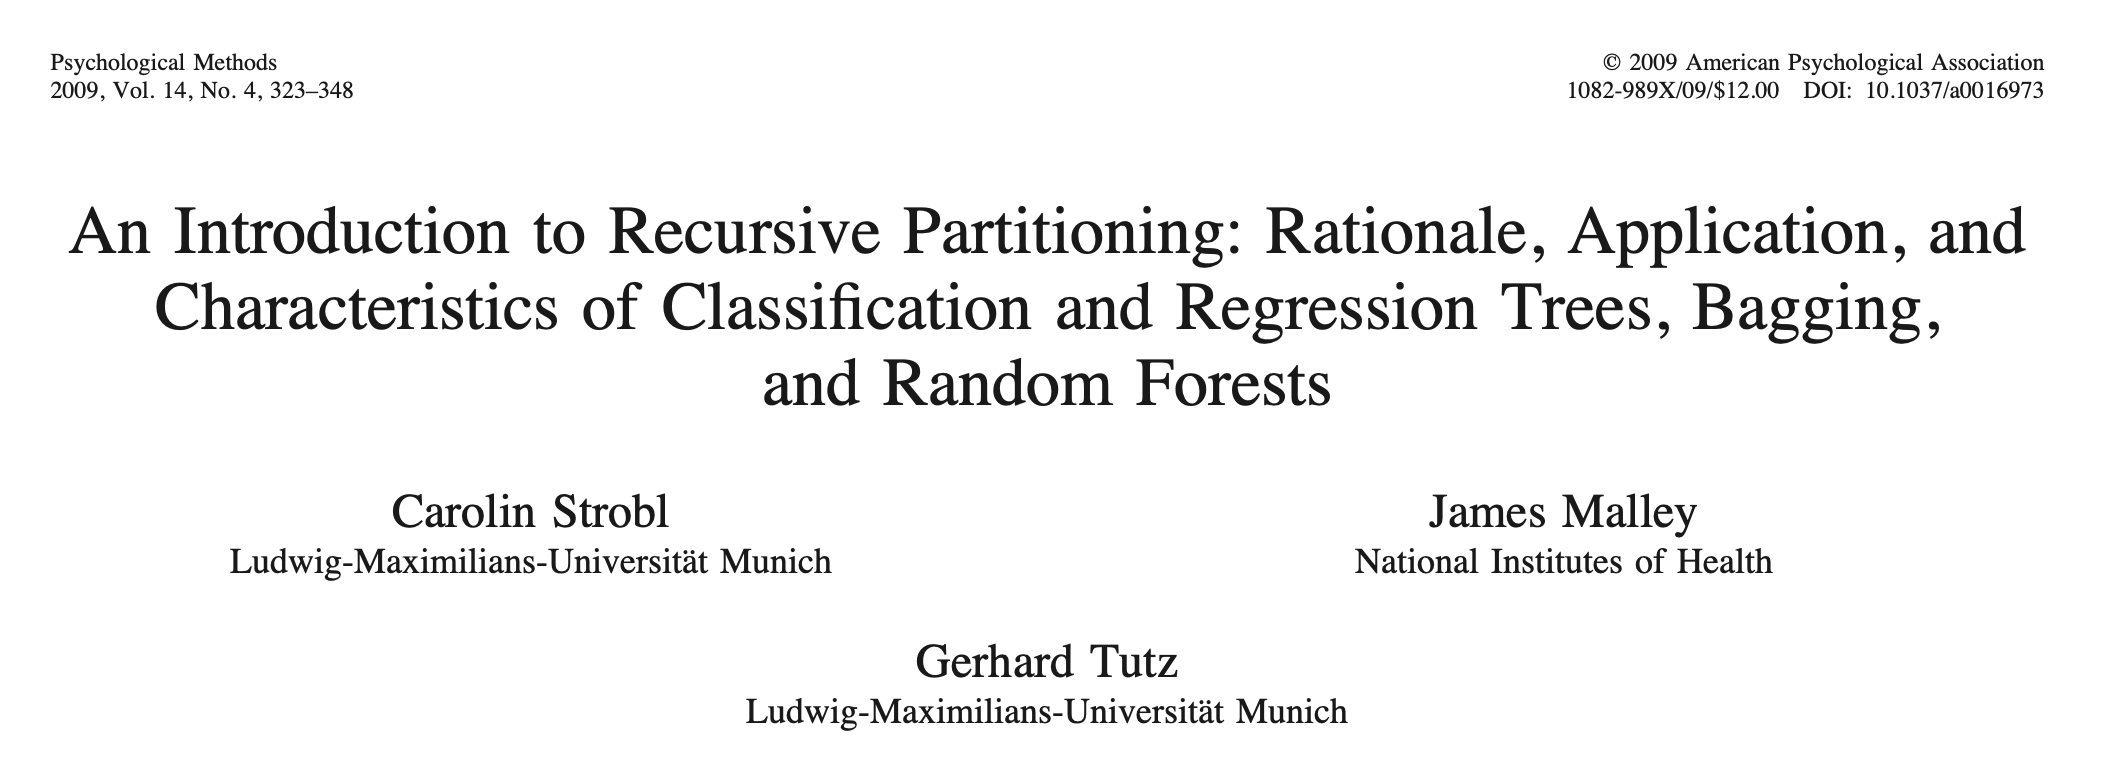 Psychological Methods
2009, Vol. 14, No. 4, 323–348
© 2009 American Psychological Association
1082-989X/09/$12.00 DOI: 10.1037/a0016973
An Introduction to Recursive Partitioning: Rationale, Application, and
Characteristics of Classification and Regression Trees, Bagging,
and Random Forests
Carolin Strobl
Ludwig-Maximilians-Universität Munich
James Malley
National Institutes of Health
Gerhard Tutz
Ludwig-Maximilians-Universität Munich